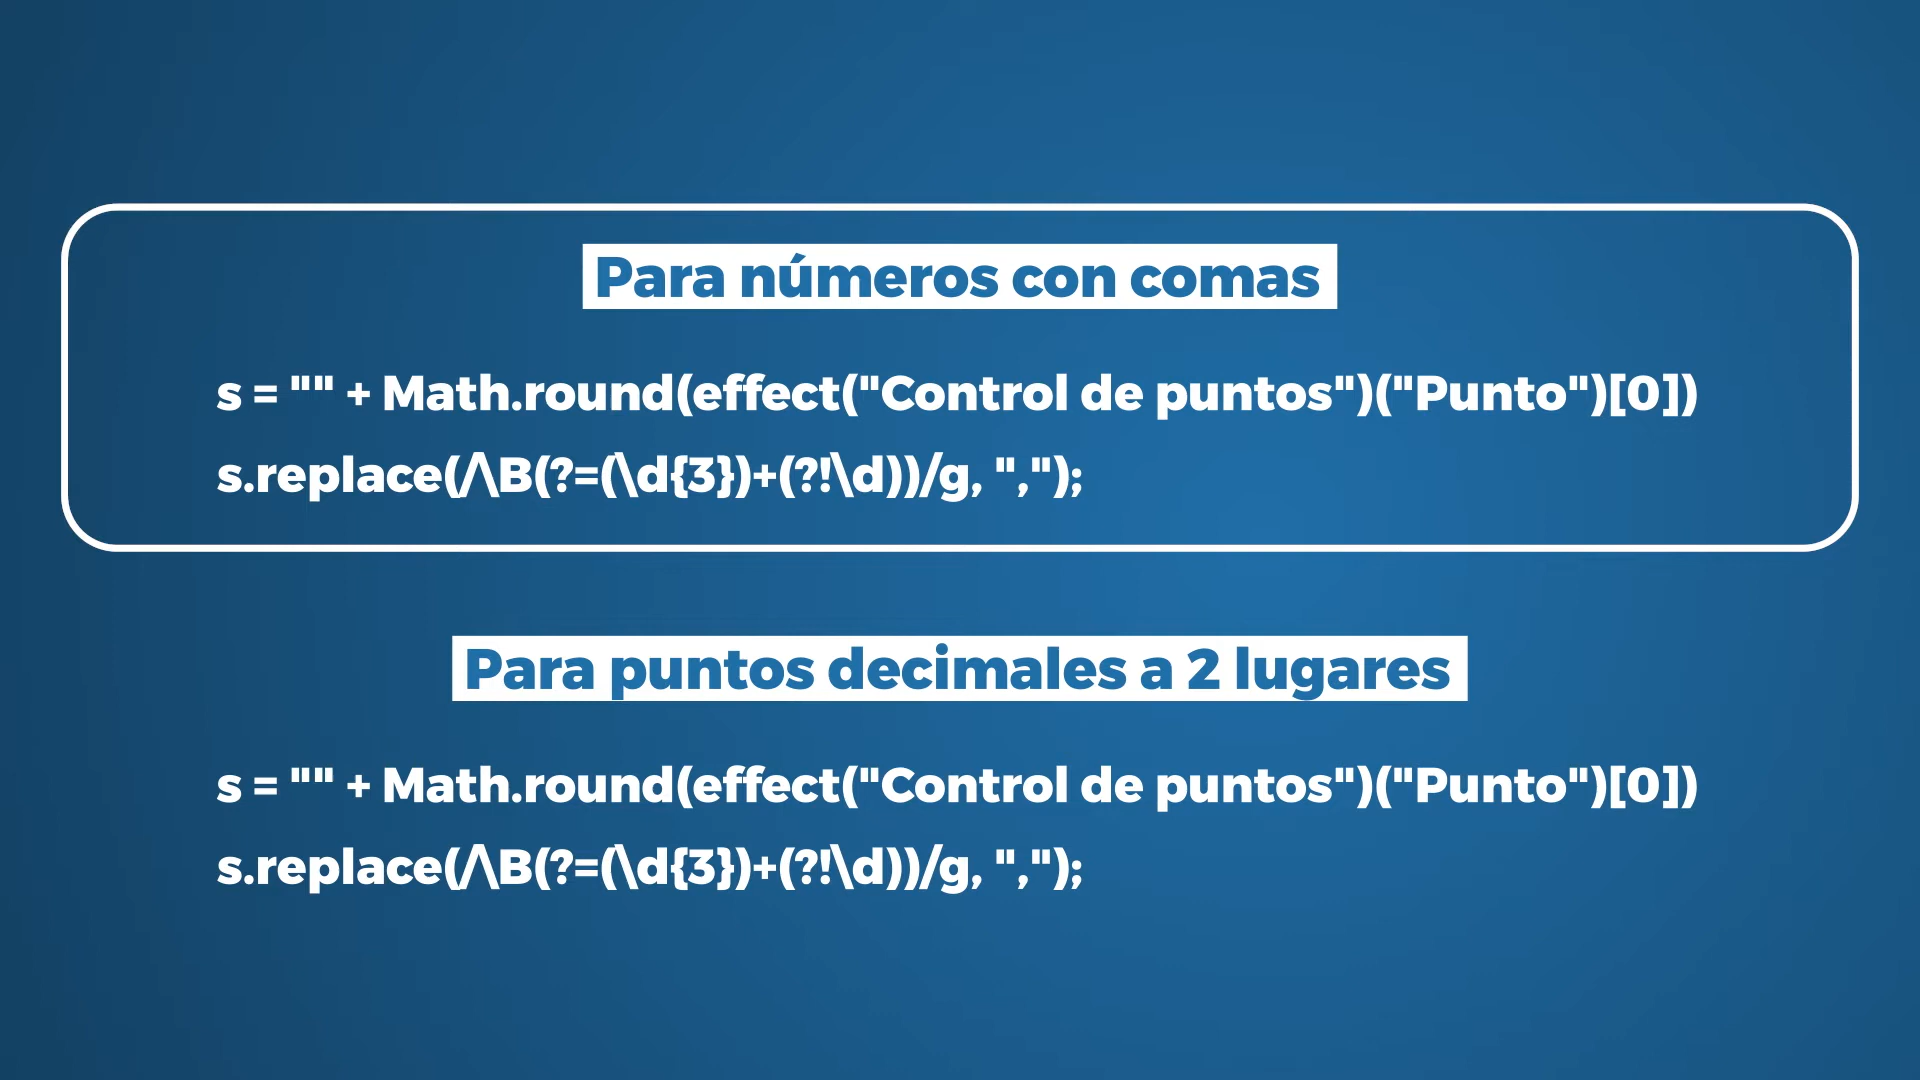 Para números con comas
s = "" + Math.round(effect("Control de puntos")("Punto")[0])
s.replace(/\B(?=(\d{3})+(?!\d))/g, ",");
Para puntos decimales a 2 lugares
s = "" + Math.round(effect("Control de puntos")("Punto")[0])
s.replace(/\B(?=(\d{3})+(?!\d))/g, ",");